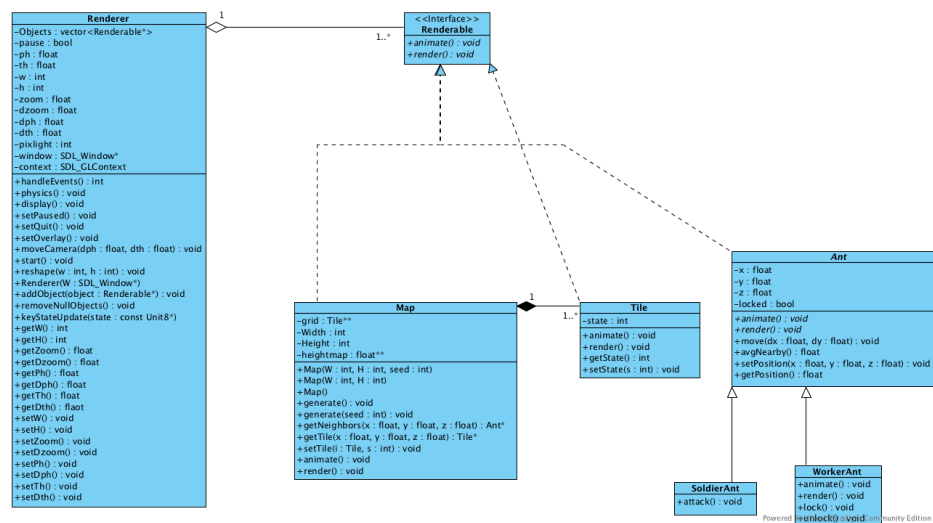 Renderer
-Objects : vector<Renderable*>
-pause : bool
-ph : float
-th : float
-w : int
-h : int
-zoom : float
-dzoom : float
-dph : float
-dth : float
-pixlight : int
-window : SDL_Window*
-context : SDL_GLContext
+handleEvents() : int
+physics() : void
+display() : void
+setPaused() : void
+setQuit() : void
+setOverlay() : void
+moveCamera(dph : float, dth : float) : void
+start() : void
+reshape(w : int, h : int) : void
+Renderer(W : SDL_Window*)
+addObject(object : Renderable*) : void
+removeNullObjects() : void
+keyStateUpdate(state : const Unit8*)
+getW() : int
+getH() : int
+getZoom() : float
+getDzoom() : float
+getPh() : float
+getDph() : float
+getTh() : float
+getDth() : flaot
+setW() : void
+setH() : void
+setZoom() : void
+setDzoom() : void
+setPh() : void
+setDph() : void
+setTh() : void
+setDth() : void
1
1..*
<<Interface>>
Renderable
+animate() : void
+render() : void
Map
-grid : Tile**
-Width : int
-Height : int
-heightmap : float**
+Map(W : int, H : int, seed : int)
+Map(W : int, H : int)
+Map()
+generate() : void
+generate(seed : int) : void
+getNeighbors(x : float, y : float, z : float) : Ant*
+getTile(x : float, y : float, z : float) : Tile*
+setTile(i : Tile, s : int) : void
+animate() : void
+render() : void
1
1..*
Tile
-state : int
+animate() : void
+render() : void
+getState() : int
+setState(s : int) : void
Ant
-x : float
-y : float
-z : float
-locked : bool
+animate() : void
+render() : void
+move(dx : float, dy : float) : void
+avgNearby() : float
+setPosition(x : float, y : float, z : float) : void
+getPosition() : float
SoldierAnt
+attack() : void
WorkerAnt
+animate() : void
+render() : void
+lock() : void
+unlock() : void
Powered Community Edition